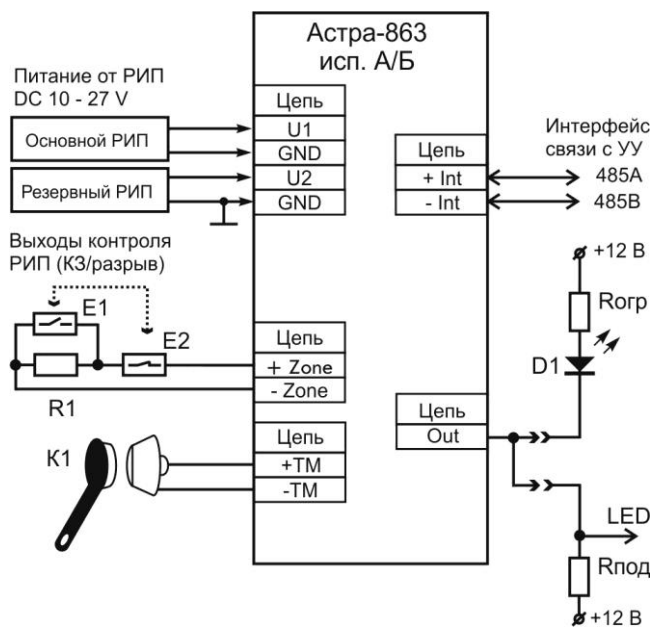 Астра-863
исп. А/Б
Питание от РИП
DC 10 - 27 V
Основной РИП
Резервный РИП
Цепь
U1
GND
U2
GND
Цепь
+ Int
- Int
Интерфейс
связи с УУ
485A
485B
Выходы контроля
РИП (КЗ/разрыв)
E1
E2
R1
Цепь
+ Zone
- Zone
К1
Цепь
+TM
-TM
+12 В
Rогр
D1
Цепь
Out
LED
Rпод
+12 В